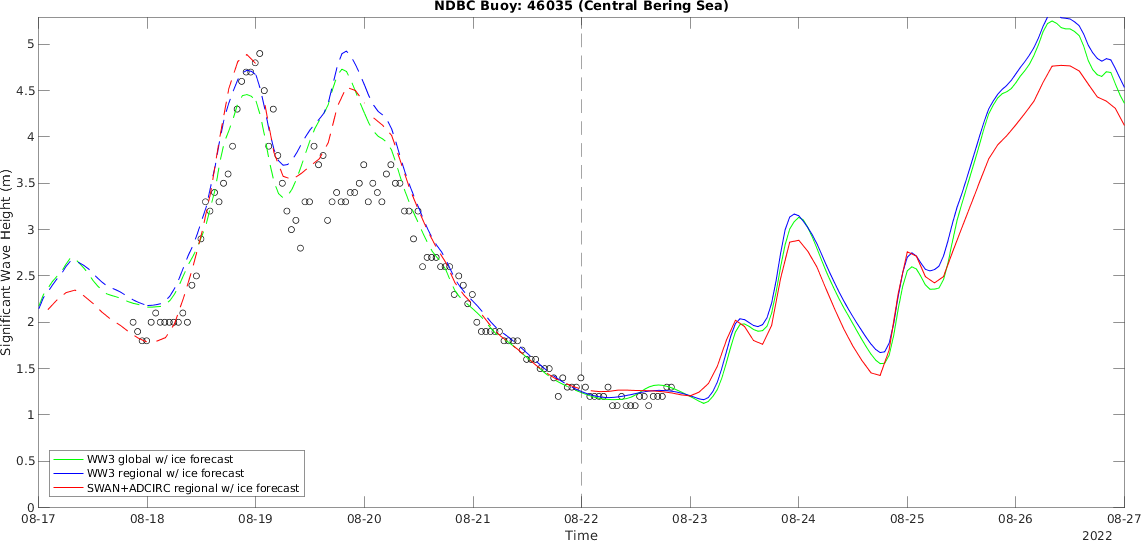 NDBC Buoy: 46035 (Central Bering Sea)
5
4.5
4
3.5
3
2.5
2
1.5
1
0.5
0
Significant Wave Height (m)
WW3 global w/ ice forecast
WW3 regional w/ ice forecast
SWAN+ADCIRC regional w/ ice forecast
08-17 08-18 08-19 08-20 08-21 08-22 08-23 08-24 08-25 08-26 08-27
Time
2022